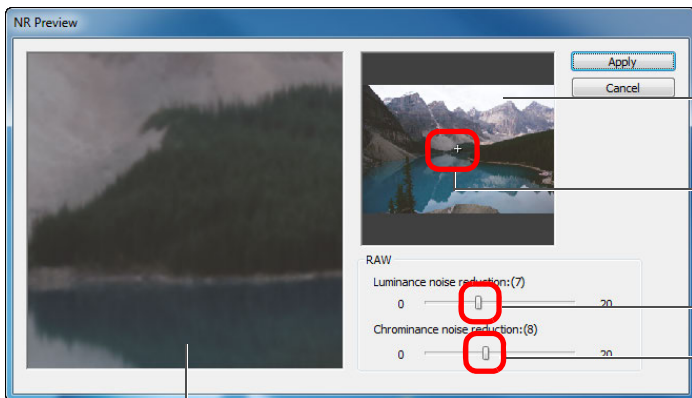 NR Preview
Apply
Cancel
RAW
Luminance noise reduction:(7)
0 20
Chrominance noise reduction:(8)
0 20